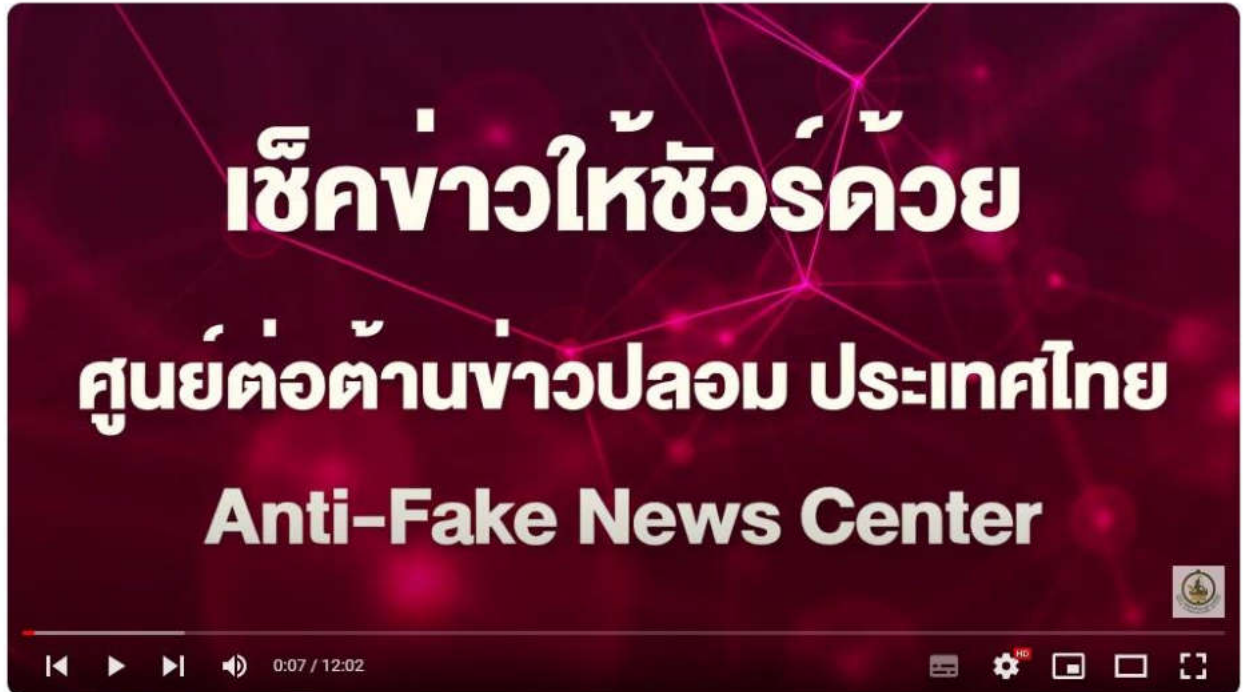 เช็คข่าวให้ชัวร์ด้วย
ศูนย์ต่อต้านข่าวปลอม ประเทศไทย
Anti-Fake News Center
0:07 / 12:02
HD